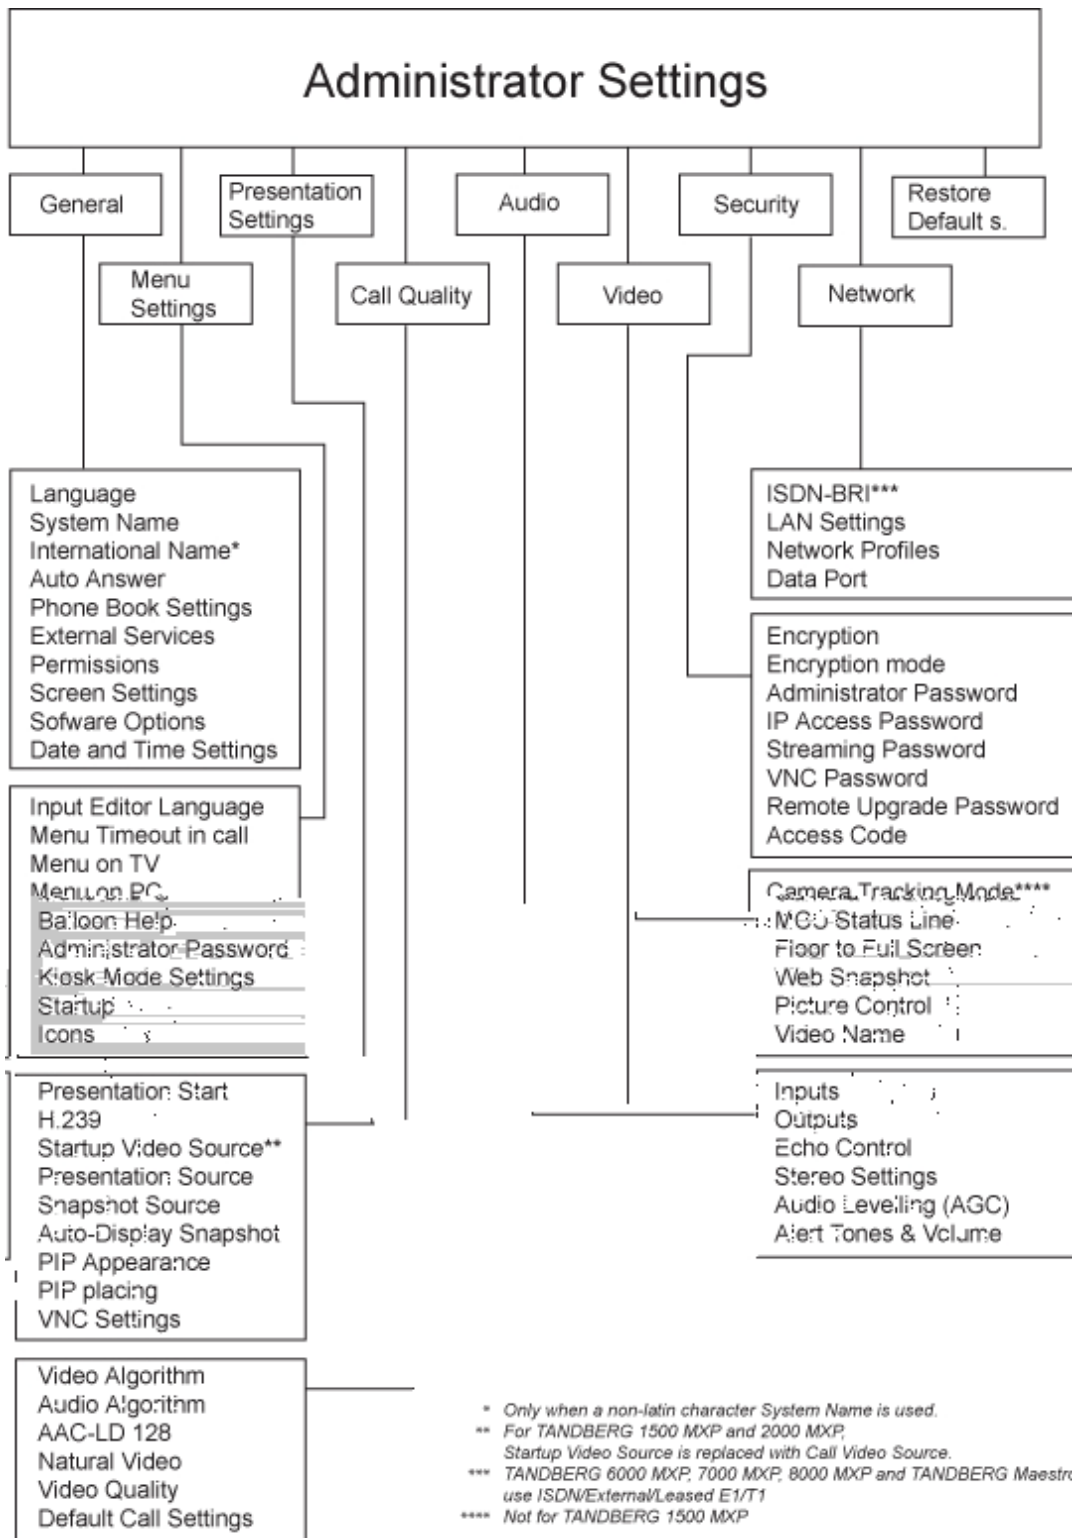 Administrator Settings
General
Presentation
Settings
Audio
Security
Restore
Default s.
Menu
Settings
Call Quality
Video
Network
Language
System Name
International Name*
Auto Answer
Phone Book Settings
External Services
Permissions
Screen Settings
Sofware Options
Date and Time Settings
Input Editor Language
Menu Timeout in call
Menu on TV
Menu on PC
Balloon Help
Administrator Password
Kiosk Mode Settings
Startup
Icons
Presentation Start
H.239
Startup Video Source**
Presentation Source
Snapshot Source
Auto-Display Snapshot
PIP Appearance
PIP placing
VNC Settings
Video Algorithm
Audio Algorithm
AAC-LD 128
Natural Video
Video Quality
Default Call Settings
ISDN-BRI***
LAN Settings
Network Profiles
Data Port
Encryption
Encryption mode
Administrator Password
IP Access Password
Streaming Password
VNC Password
Remote Upgrade Password
Access Code
Camera Tracking Mode****
MCU Status Line
Floor to Full Screen
Web Snapshot
Picture Control
Video Name
Inputs
Outputs
Echo Control
Stereo Settings
Audio Levelling (AGC)
Alert Tones & Volume
* Only when a non-latin character System Name is used.
** For TANDBERG 1500 MXP and 2000 MXP,
Startup Video Source is replaced with Call Video Source.
*** TANDBERG 6000 MXP, 7000 MXP, 8000 MXP and TANDBERG Maestro
use ISDN/External/Leased E1/T1
**** Not for TANDBERG 1500 MXP